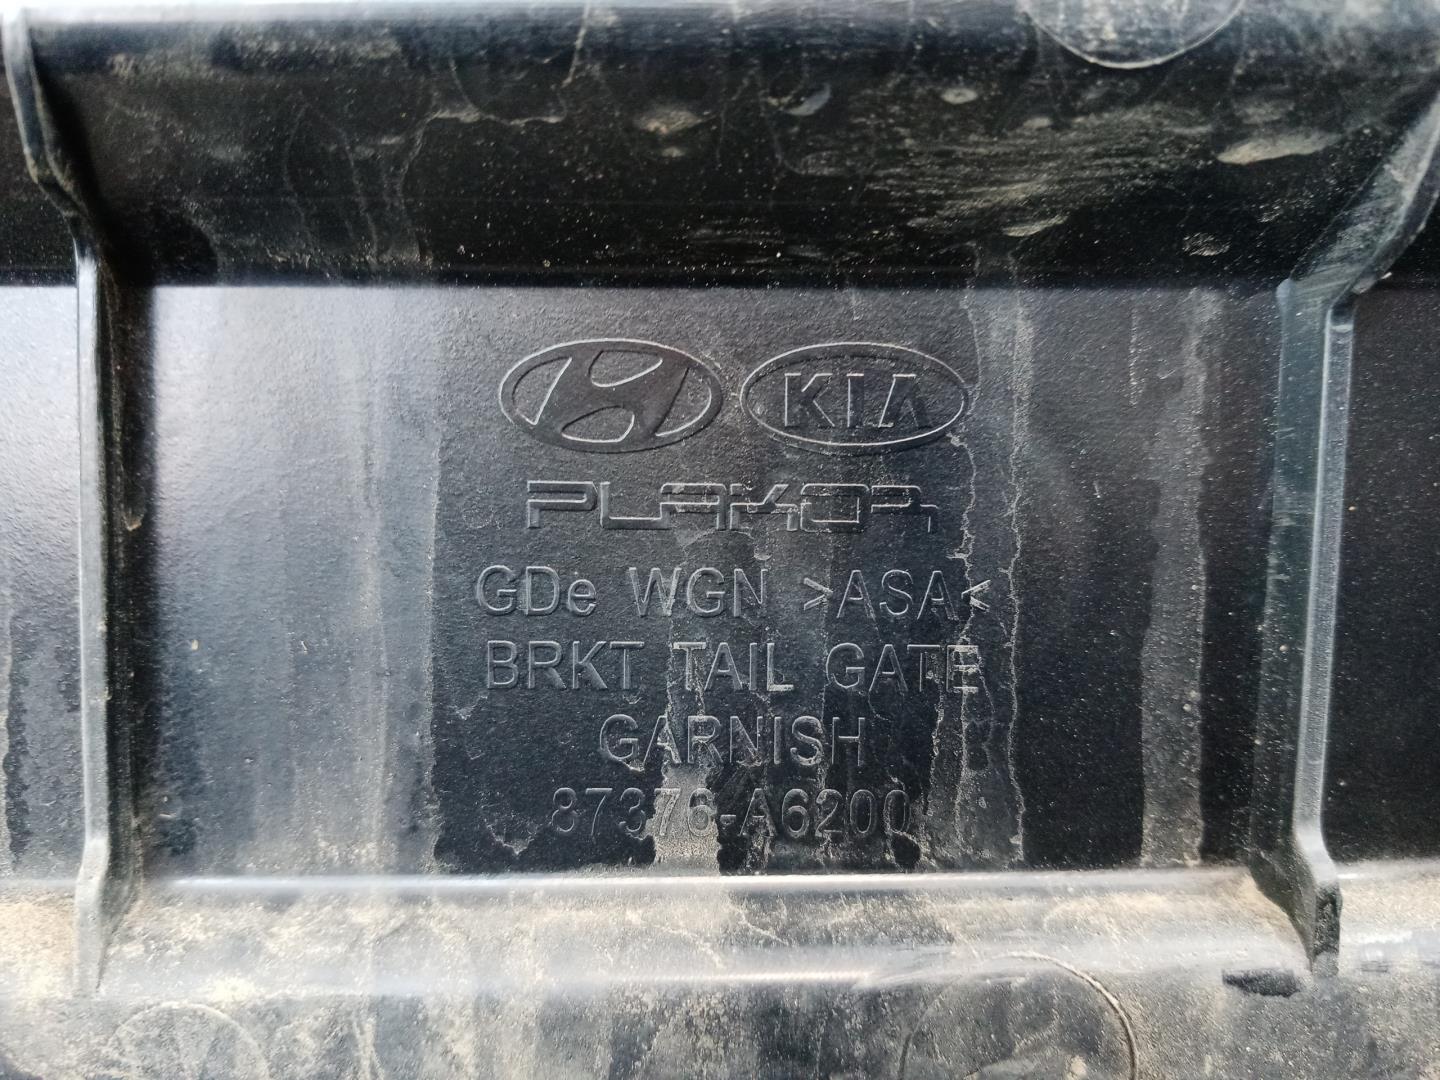 KIA
PLAKOR
GDe WGN >ASA<
BRKT TAIL GATE
GARNISH
87376-A6200